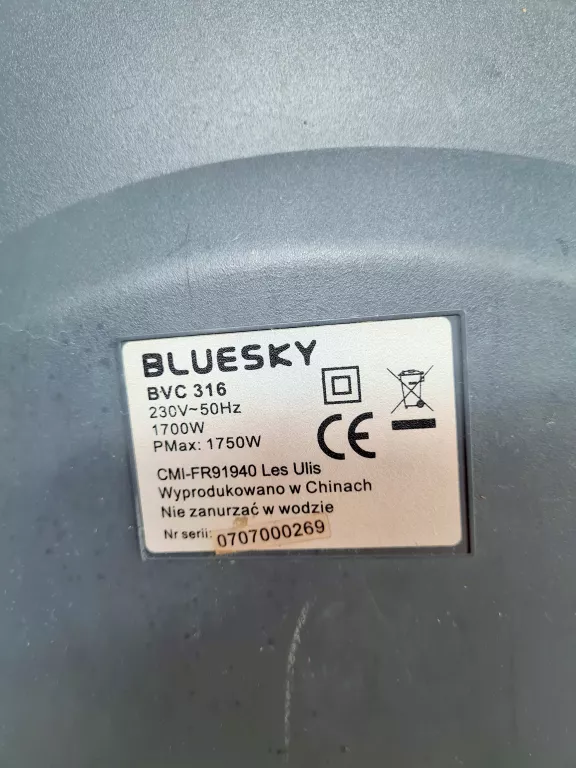 BLUESKY
BVC 316
230V~50Hz
1700W
PMax: 1750W
CE
CMI-FR91940 Les Ulis
Wyprodukowano w Chinach
Nie zanurzać w wodzie
Nr serii: 0707000269